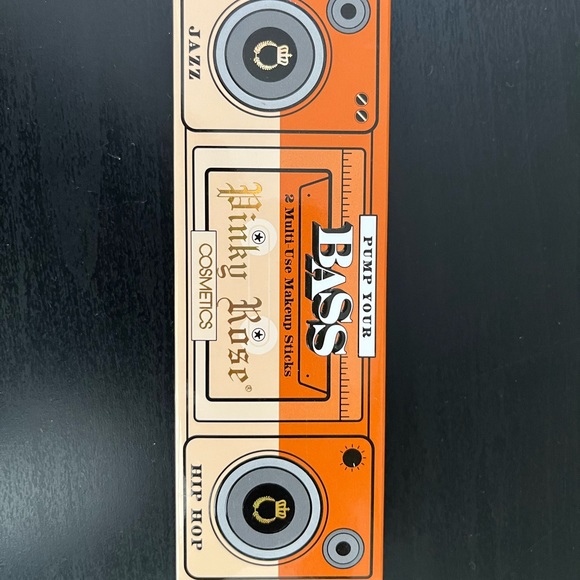 PUMP YOUR
BASS
2 Multi-Use Makeup Sticks
Pinky Rose®
COSMETICS
JAZZ
HIP HOP